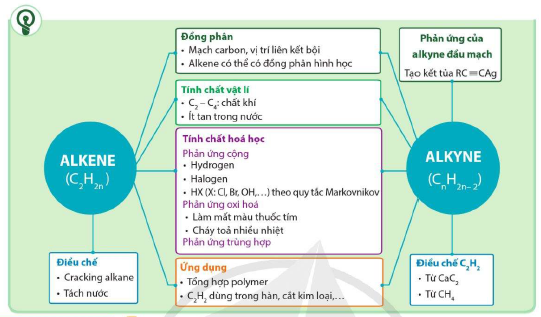 Đồng phân
• Mạch carbon, vị trí liên kết bội
• Alkene có thể có đồng phân hình học
Phản ứng của
alkyne đầu mạch
Tạo kết tủa RC≡CAg
Tính chất vật lí
• C₂ – C₄: chất khí
• Ít tan trong nước
ALKENE
(C₂H₂ₙ)
Tính chất hoá học
Phản ứng cộng
• Hydrogen
• Halogen
• HX (X: Cl, Br, OH,...) theo quy tắc Markovnikov
Phản ứng oxi hoá
• Làm mất màu thuốc tím
• Cháy toả nhiều nhiệt
Phản ứng trùng hợp
ALKYNE
(CₙH₂ₙ₋₂)
Điều chế
• Cracking alkane
• Tách nước
Ứng dụng
• Tổng hợp polymer
• C₂H₂ dùng trong hàn, cắt kim loại,...
Điều chế C₂H₂
• Từ CaC₂
• Từ CH₄